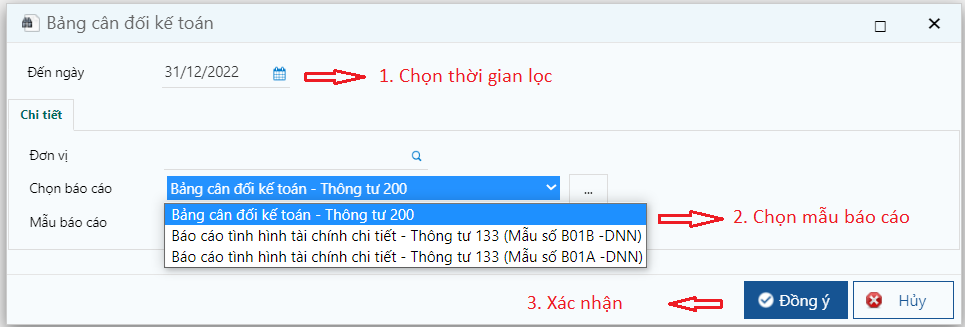 Bảng cân đối kế toán
Đến ngày 31/12/2022 1. Chọn thời gian lọc
Chi tiết
Đơn vị
Chọn báo cáo Bảng cân đối kế toán - Thông tư 200 ...
Mẫu báo cáo Bảng cân đối kế toán - Thông tư 200 2. Chọn mẫu báo cáo
Báo cáo tình hình tài chính chi tiết - Thông tư 133 (Mẫu số B01B -DNN)
Báo cáo tình hình tài chính chi tiết - Thông tư 133 (Mẫu số B01A -DNN)
3. Xác nhận Đồng ý Hủy